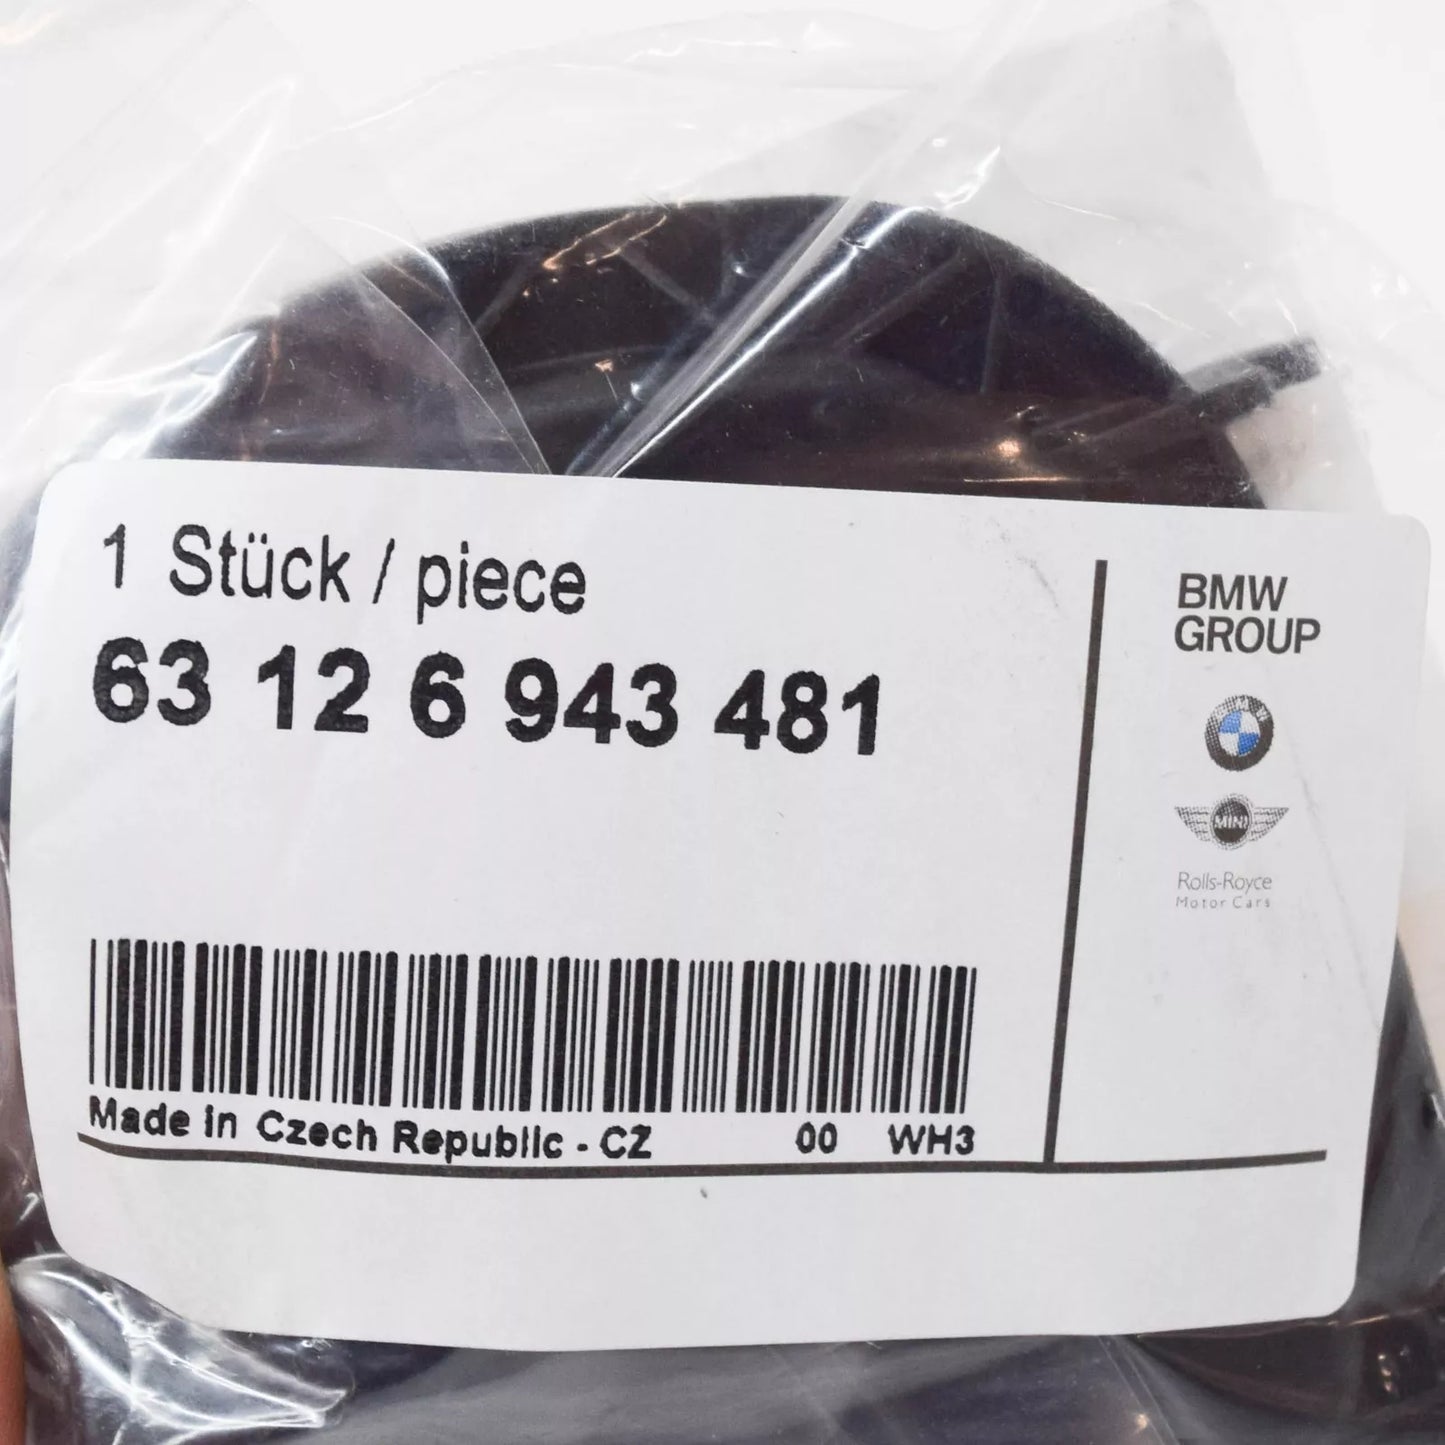 1 Stück / piece
63 12 6 943 481
Made in Czech Republic - CZ 00 WH3
BMW
GROUP
BMW
MINI
Rolls-Royce
Motor Cars